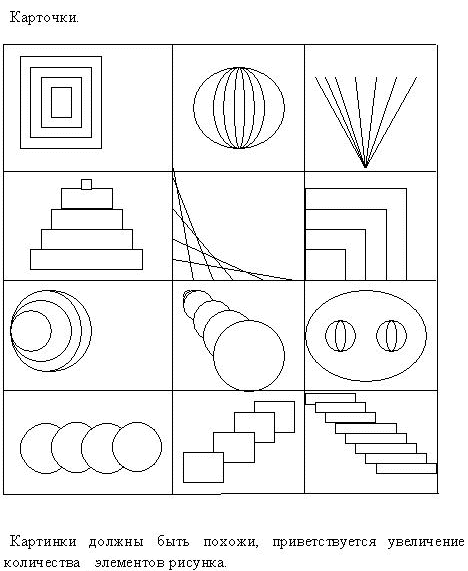 Карточки.
Картинки должны быть похожи, приветствуется увеличение
количества элементов рисунка.